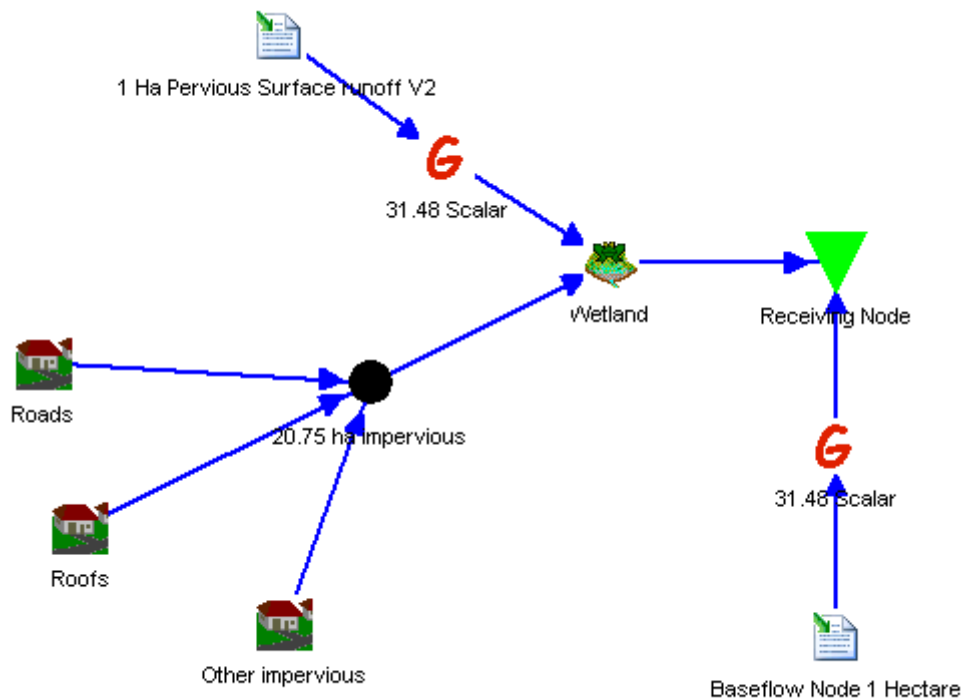 1 Ha Pervious Surface runoff V2
G
31.48 Scalar
Wetland
Receiving Node
Roads
20.75 ha impervious
G
31.48 Scalar
Roofs
Other impervious
Baseflow Node 1 Hectare